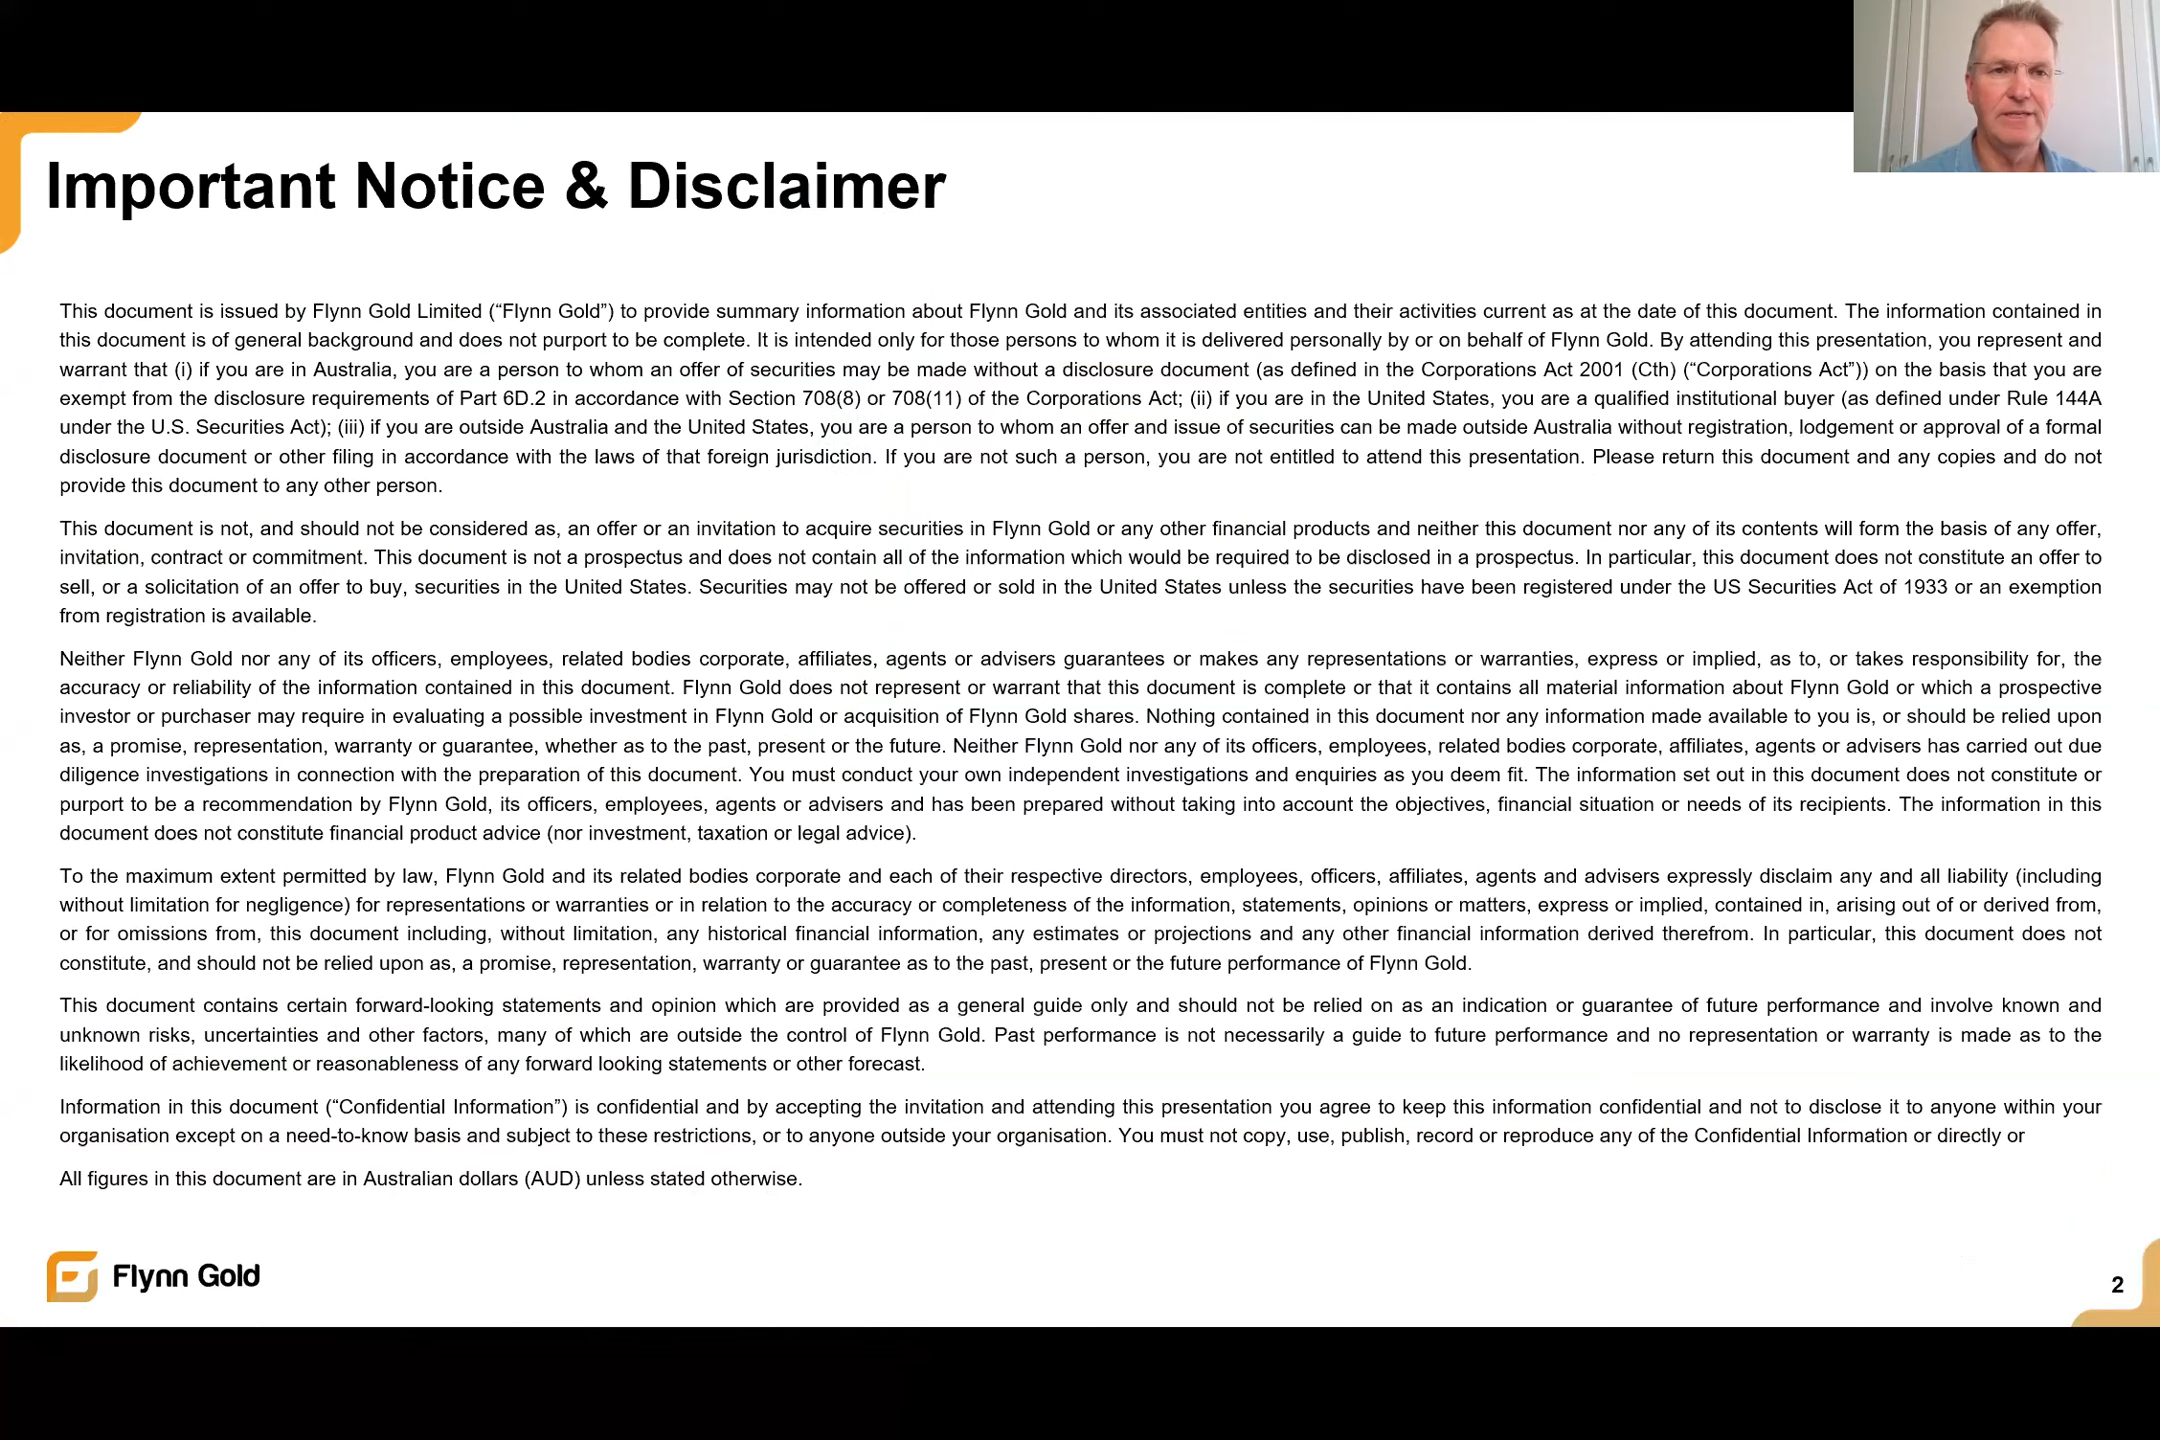 Important Notice & Disclaimer
This document is issued by Flynn Gold Limited (“Flynn Gold”) to provide summary information about Flynn Gold and its associated entities and their activities current as at the date of this document. The information contained in
this document is of general background and does not purport to be complete. It is intended only for those persons to whom it is delivered personally by or on behalf of Flynn Gold. By attending this presentation, you represent and
warrant that (i) if you are in Australia, you are a person to whom an offer of securities may be made without a disclosure document (as defined in the Corporations Act 2001 (Cth) (“Corporations Act”)) on the basis that you are
exempt from the disclosure requirements of Part 6D.2 in accordance with Section 708(8) or 708(11) of the Corporations Act; (ii) if you are in the United States, you are a qualified institutional buyer (as defined under Rule 144A
under the U.S. Securities Act); (iii) if you are outside Australia and the United States, you are a person to whom an offer and issue of securities can be made outside Australia without registration, lodgement or approval of a formal
disclosure document or other filing in accordance with the laws of that foreign jurisdiction. If you are not such a person, you are not entitled to attend this presentation. Please return this document and any copies and do not
provide this document to any other person.
This document is not, and should not be considered as, an offer or an invitation to acquire securities in Flynn Gold or any other financial products and neither this document nor any of its contents will form the basis of any offer,
invitation, contract or commitment. This document is not a prospectus and does not contain all of the information which would be required to be disclosed in a prospectus. In particular, this document does not constitute an offer to
sell, or a solicitation of an offer to buy, securities in the United States. Securities may not be offered or sold in the United States unless the securities have been registered under the US Securities Act of 1933 or an exemption
from registration is available.
Neither Flynn Gold nor any of its officers, employees, related bodies corporate, affiliates, agents or advisers guarantees or makes any representations or warranties, express or implied, as to, or takes responsibility for, the
accuracy or reliability of the information contained in this document. Flynn Gold does not represent or warrant that this document is complete or that it contains all material information about Flynn Gold or which a prospective
investor or purchaser may require in evaluating a possible investment in Flynn Gold or acquisition of Flynn Gold shares. Nothing contained in this document nor any information made available to you is, or should be relied upon
as, a promise, representation, warranty or guarantee, whether as to the past, present or the future. Neither Flynn Gold nor any of its officers, employees, related bodies corporate, affiliates, agents or advisers has carried out due
diligence investigations in connection with the preparation of this document. You must conduct your own independent investigations and enquiries as you deem fit. The information set out in this document does not constitute or
purport to be a recommendation by Flynn Gold, its officers, employees, agents or advisers and has been prepared without taking into account the objectives, financial situation or needs of its recipients. The information in this
document does not constitute financial product advice (nor investment, taxation or legal advice).
To the maximum extent permitted by law, Flynn Gold and its related bodies corporate and each of their respective directors, employees, officers, affiliates, agents and advisers expressly disclaim any and all liability (including
without limitation for negligence) for representations or warranties or in relation to the accuracy or completeness of the information, statements, opinions or matters, express or implied, contained in, arising out of or derived from,
or for omissions from, this document including, without limitation, any historical financial information, any estimates or projections and any other financial information derived therefrom. In particular, this document does not
constitute, and should not be relied upon as, a promise, representation, warranty or guarantee as to the past, present or the future performance of Flynn Gold.
This document contains certain forward-looking statements and opinion which are provided as a general guide only and should not be relied on as an indication or guarantee of future performance and involve known and
unknown risks, uncertainties and other factors, many of which are outside the control of Flynn Gold. Past performance is not necessarily a guide to future performance and no representation or warranty is made as to the
likelihood of achievement or reasonableness of any forward looking statements or other forecast.
Information in this document (“Confidential Information”) is confidential and by accepting the invitation and attending this presentation you agree to keep this information confidential and not to disclose it to anyone within your
organisation except on a need-to-know basis and subject to these restrictions, or to anyone outside your organisation. You must not copy, use, publish, record or reproduce any of the Confidential Information or directly or
All figures in this document are in Australian dollars (AUD) unless stated otherwise.
Flynn Gold
2